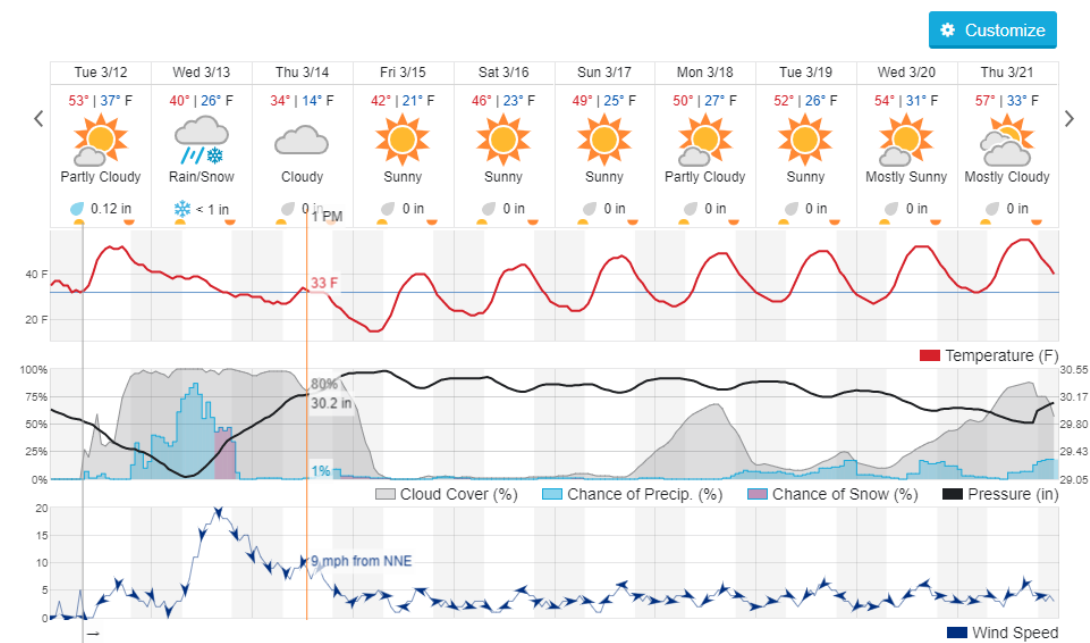 Customize
Tue 3/12 Wed 3/13 Thu 3/14 Fri 3/15 Sat 3/16 Sun 3/17 Mon 3/18 Tue 3/19 Wed 3/20 Thu 3/21
53° | 37° F 40° | 26° F 34° | 14° F 42° | 21° F 46° | 23° F 49° | 25° F 50° | 27° F 52° | 26° F 54° | 31° F 57° | 33° F
Partly Cloudy Rain/Snow Cloudy Sunny Sunny Sunny Partly Cloudy Sunny Mostly Sunny Mostly Cloudy
0.12 in < 1 in 0 in 0 in 0 in 0 in 0 in 0 in 0 in 0 in
1 PM
40 F
33 F
20 F
Temperature (F)
100% 30.55
80%
75% 30.17
30.2 in
50% 29.80
25% 29.43
1%
0% 29.05
Cloud Cover (%) Chance of Precip. (%) Chance of Snow (%) Pressure (in)
20
15
10
9 mph from NNE
5
0
Wind Speed